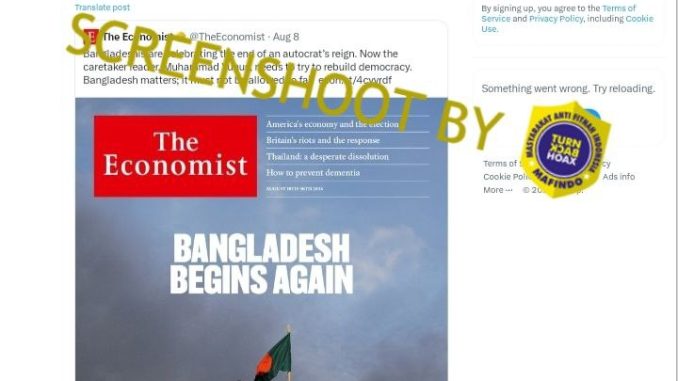 Translate post
The Economist @TheEconomist · Aug 8
Bangladeshis are celebrating the end of an autocrat's reign. Now the
caretaker leader, Muhammad needs to try to rebuild democracy.
Bangladesh matters; it must not be allowed to
SCREENSHOOT BY
The
Economist
America's economy and the election
Britain's riots and the response
Thailand: a desperate dissolution
How to prevent dementia
BANGLADESH
BEGINS AGAIN
By signing up, you agree to the Terms of
Service and Privacy Policy, including Cookie
Use.
Something went wrong. Try reloading.
MASYARAKAT ANTI FITNAH INDONESIA
TURN
BACK
HOAX
MAFINDO
Terms of
Cookie Ads info
More ··· ©